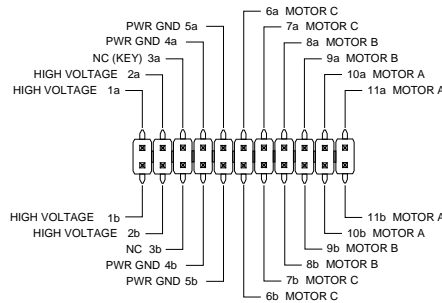 6a MOTOR C
PWR GND 5a
7a MOTOR C
PWR GND 4a
8a MOTOR B
NC (KEY) 3a
9a MOTOR B
HIGH VOLTAGE 2a
10a MOTOR A
HIGH VOLTAGE 1a
11a MOTOR A
HIGH VOLTAGE 1b
11b MOTOR A
HIGH VOLTAGE 2b
10b MOTOR A
NC 3b
9b MOTOR B
PWR GND 4b
8b MOTOR B
PWR GND 5b
7b MOTOR C
6b MOTOR C